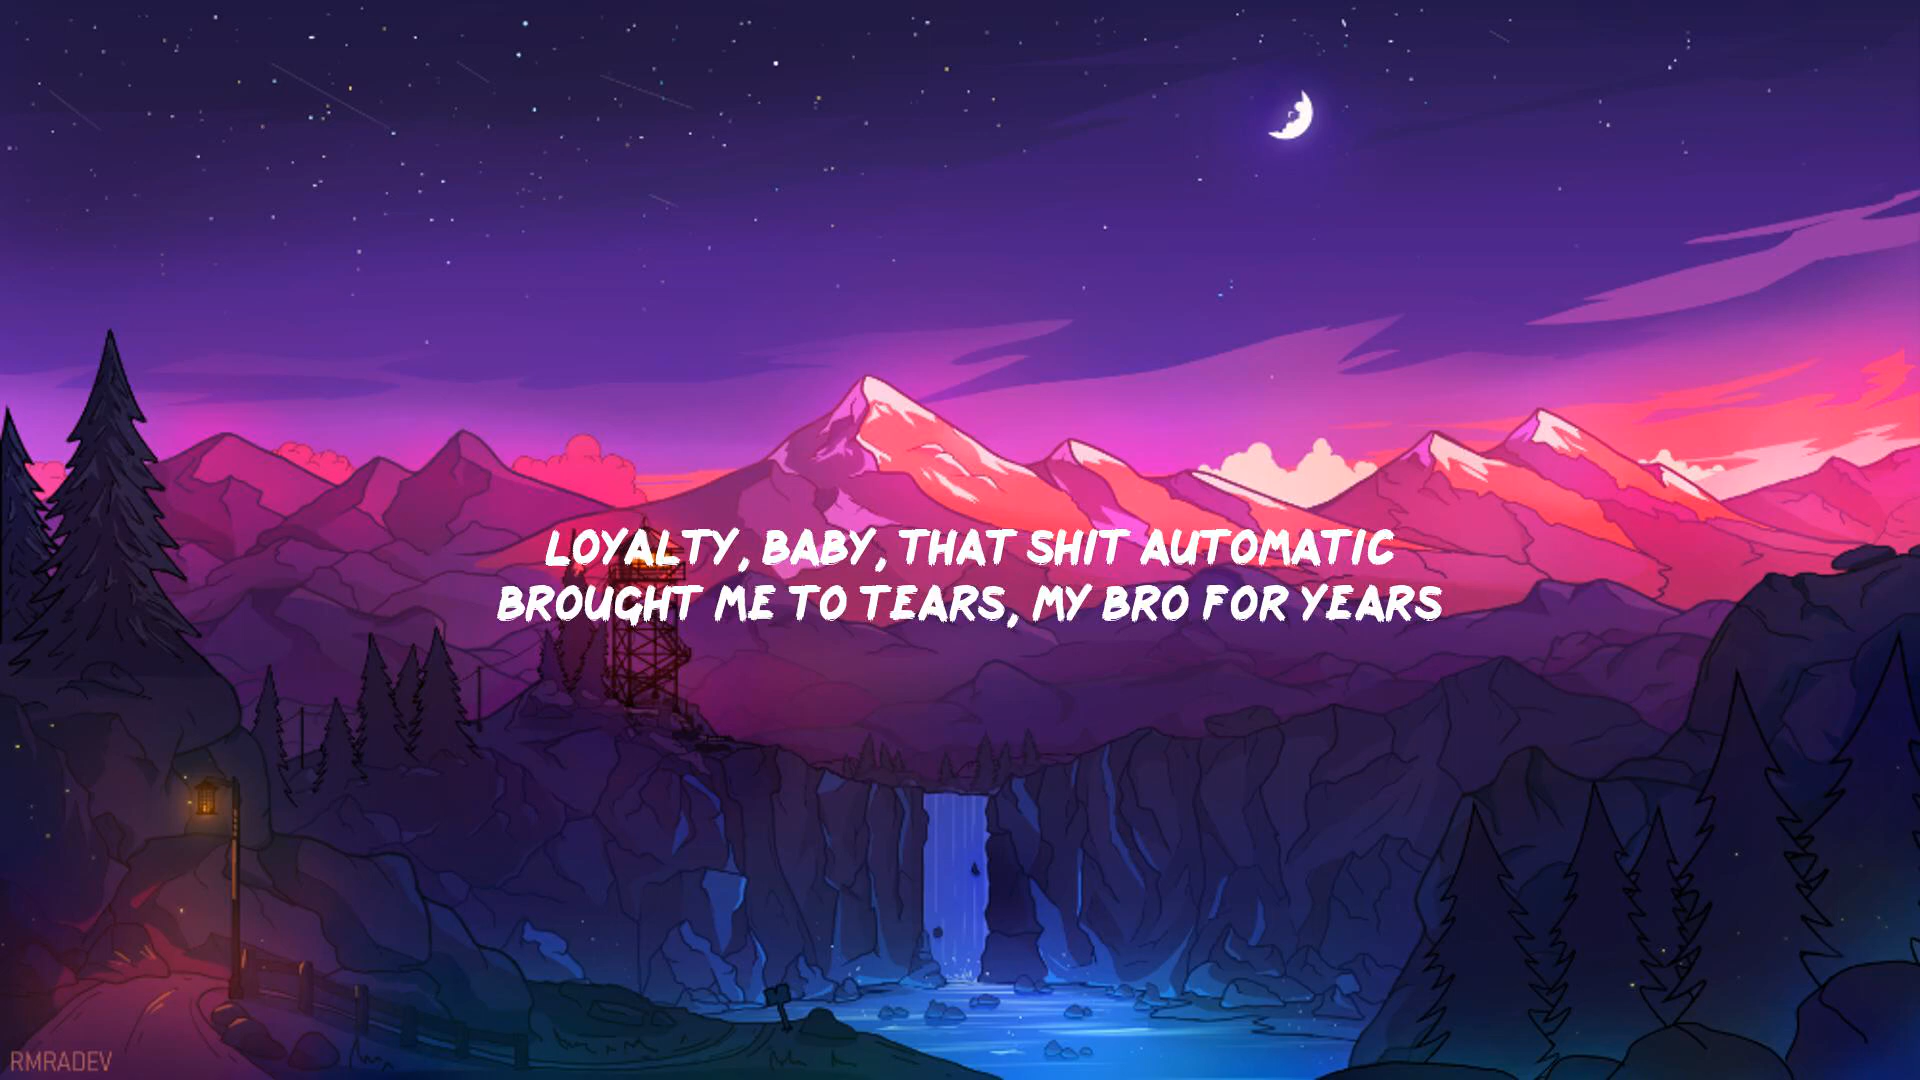 LOYALTY, BABY, THAT SHIT AUTOMATIC
BROUGHT ME TO TEARS, MY BRO FOR YEARS
RMRADEV